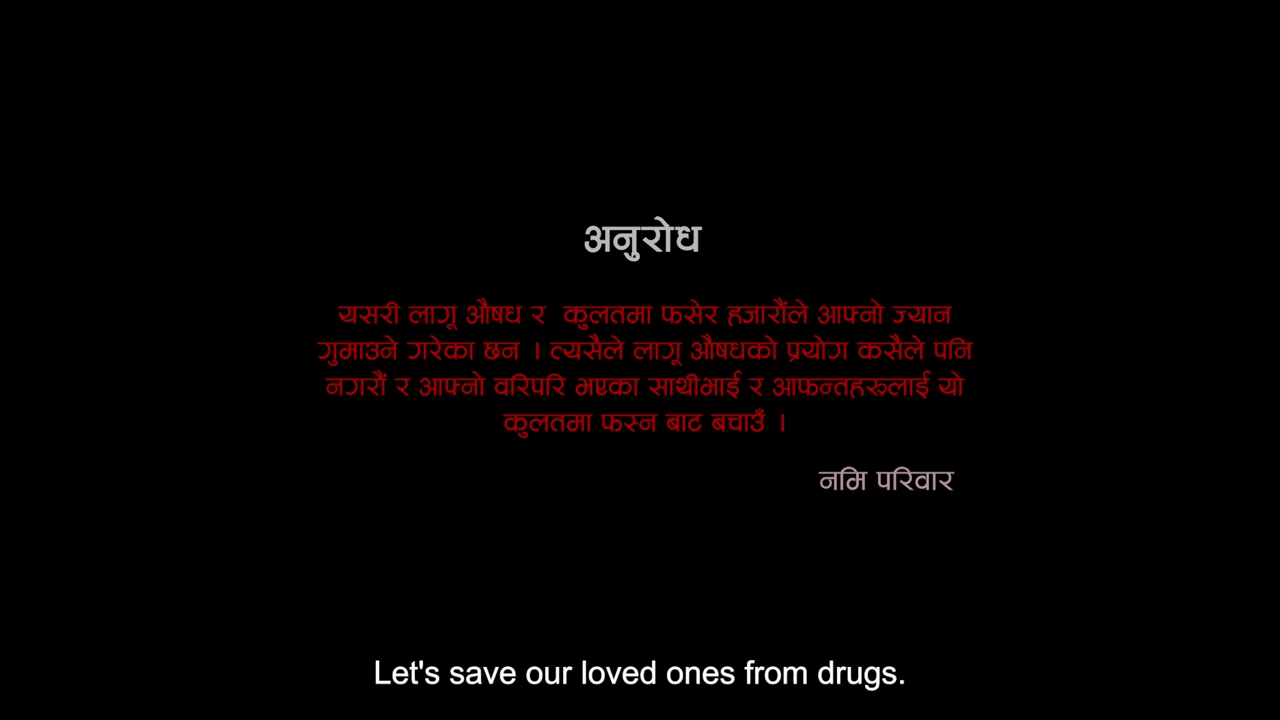 अनुरोध
यसरी लागू औषध र कुलतमा फसेर हजारौंले आफ्नो ज्यान
गुमाउने गरेका छन । त्यसैले लागू औषधको प्रयोग कसैले पनि
नगरौं र आफ्नो वरिपरि भएका साथीभाई र आफन्तहरुलाई यो
कुलतमा फस्न बाट बचाउँ ।
नमि परिवार
Let's save our loved ones from drugs.